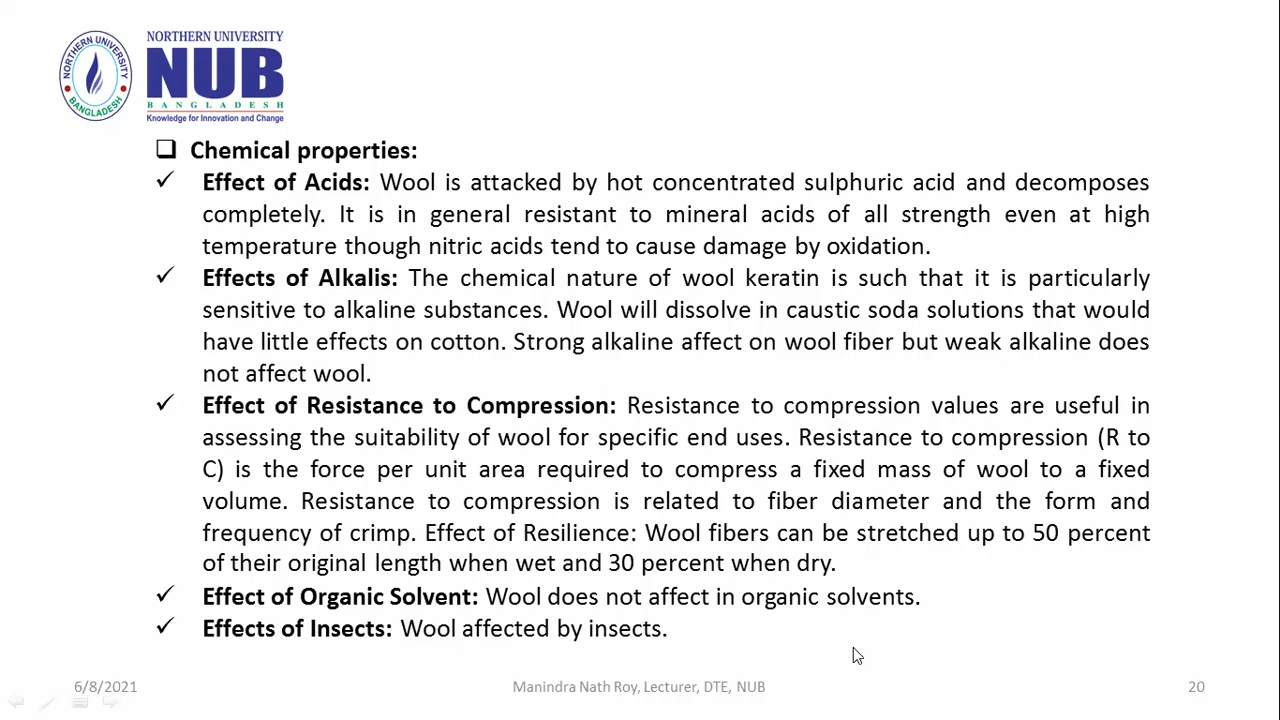 NORTHERN UNIVERSITY
BANGLADESH
NORTHERN UNIVERSITY
NUB
BANGLADESH
Knowledge for Innovation and Change
❑ Chemical properties:
✓ Effect of Acids: Wool is attacked by hot concentrated sulphuric acid and decomposes
completely. It is in general resistant to mineral acids of all strength even at high
temperature though nitric acids tend to cause damage by oxidation.
✓ Effects of Alkalis: The chemical nature of wool keratin is such that it is particularly
sensitive to alkaline substances. Wool will dissolve in caustic soda solutions that would
have little effects on cotton. Strong alkaline affect on wool fiber but weak alkaline does
not affect wool.
✓ Effect of Resistance to Compression: Resistance to compression values are useful in
assessing the suitability of wool for specific end uses. Resistance to compression (R to
C) is the force per unit area required to compress a fixed mass of wool to a fixed
volume. Resistance to compression is related to fiber diameter and the form and
frequency of crimp. Effect of Resilience: Wool fibers can be stretched up to 50 percent
of their original length when wet and 30 percent when dry.
✓ Effect of Organic Solvent: Wool does not affect in organic solvents.
✓ Effects of Insects: Wool affected by insects.
6/8/2021
Manindra Nath Roy, Lecturer, DTE, NUB
20